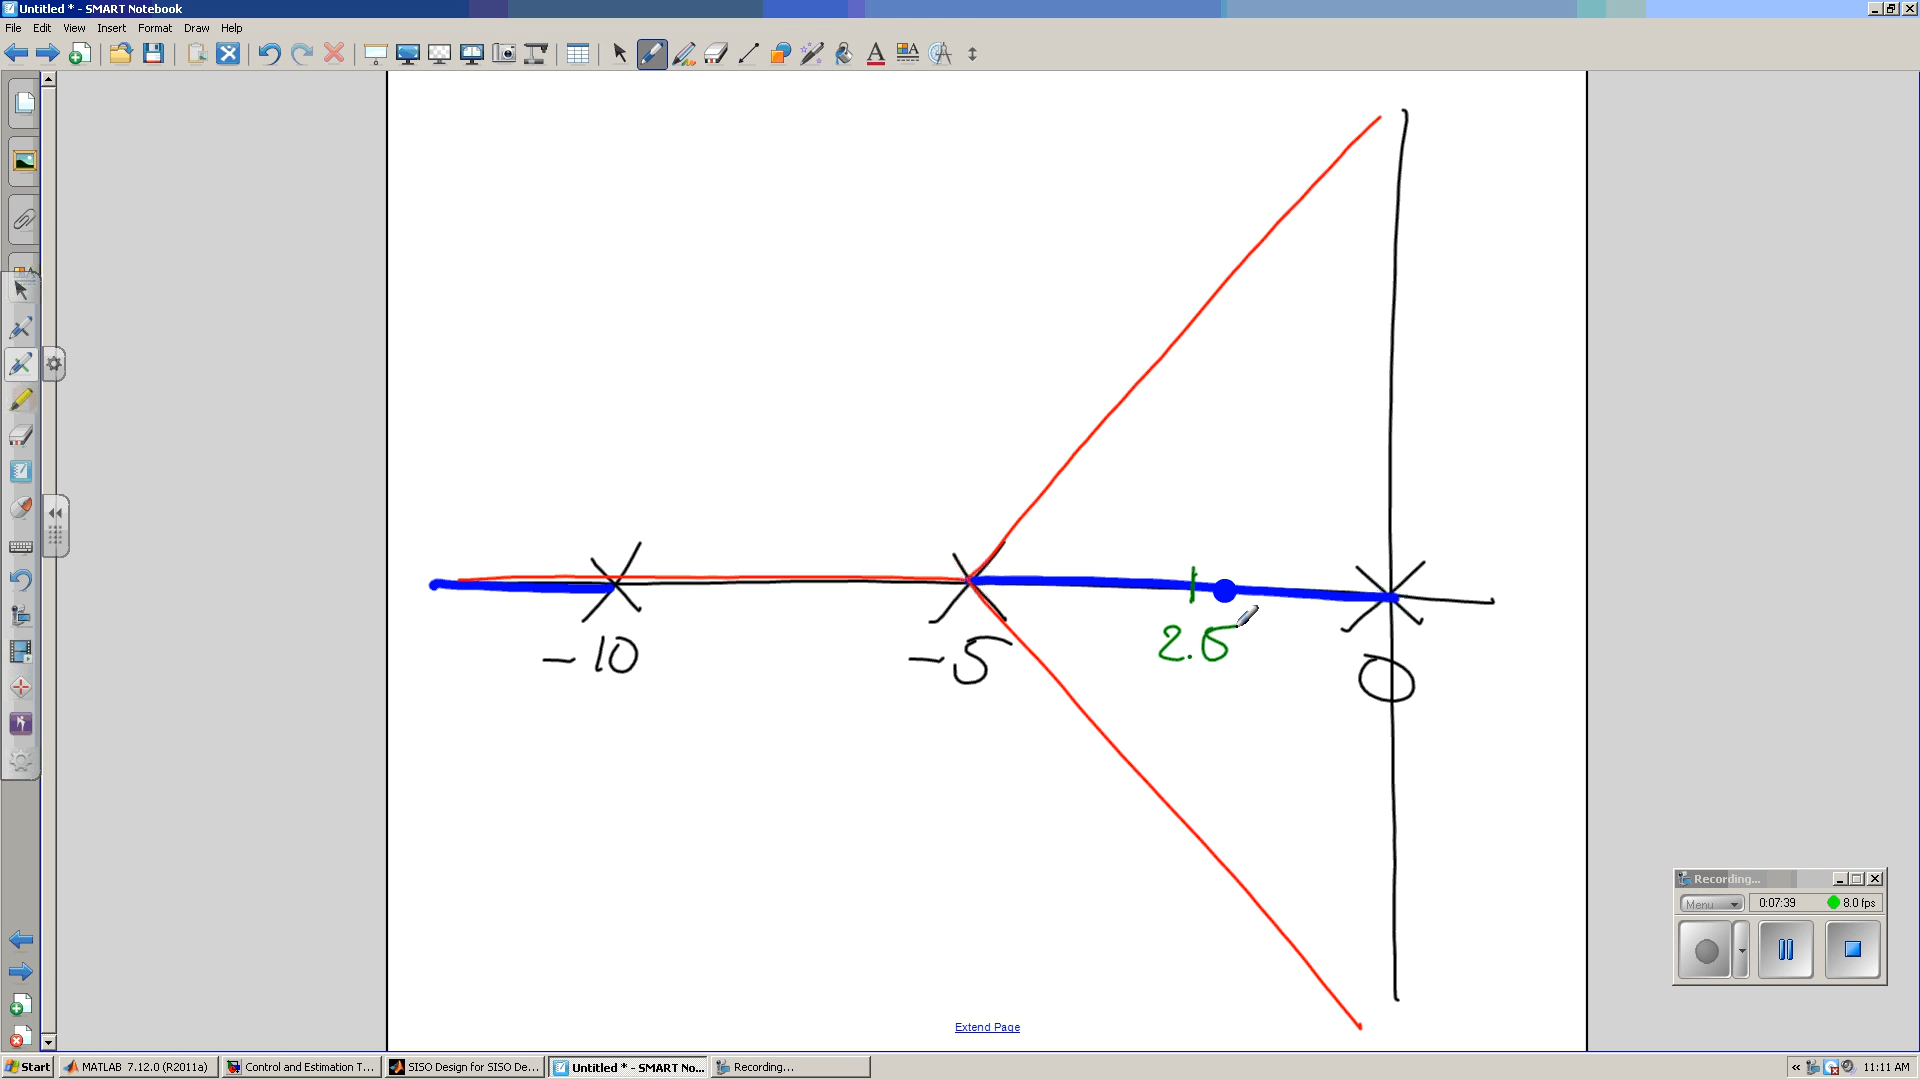 Untitled * - SMART Notebook
File Edit View Insert Format Draw Help
-10
-5
2.5
0
Extend Page
Recording...
Menu
0:07:39
8.0 fps
Start
MATLAB 7.12.0 (R2011a)
Control and Estimation T...
SISO Design for SISO De...
Untitled * - SMART No...
Recording...
11:11 AM